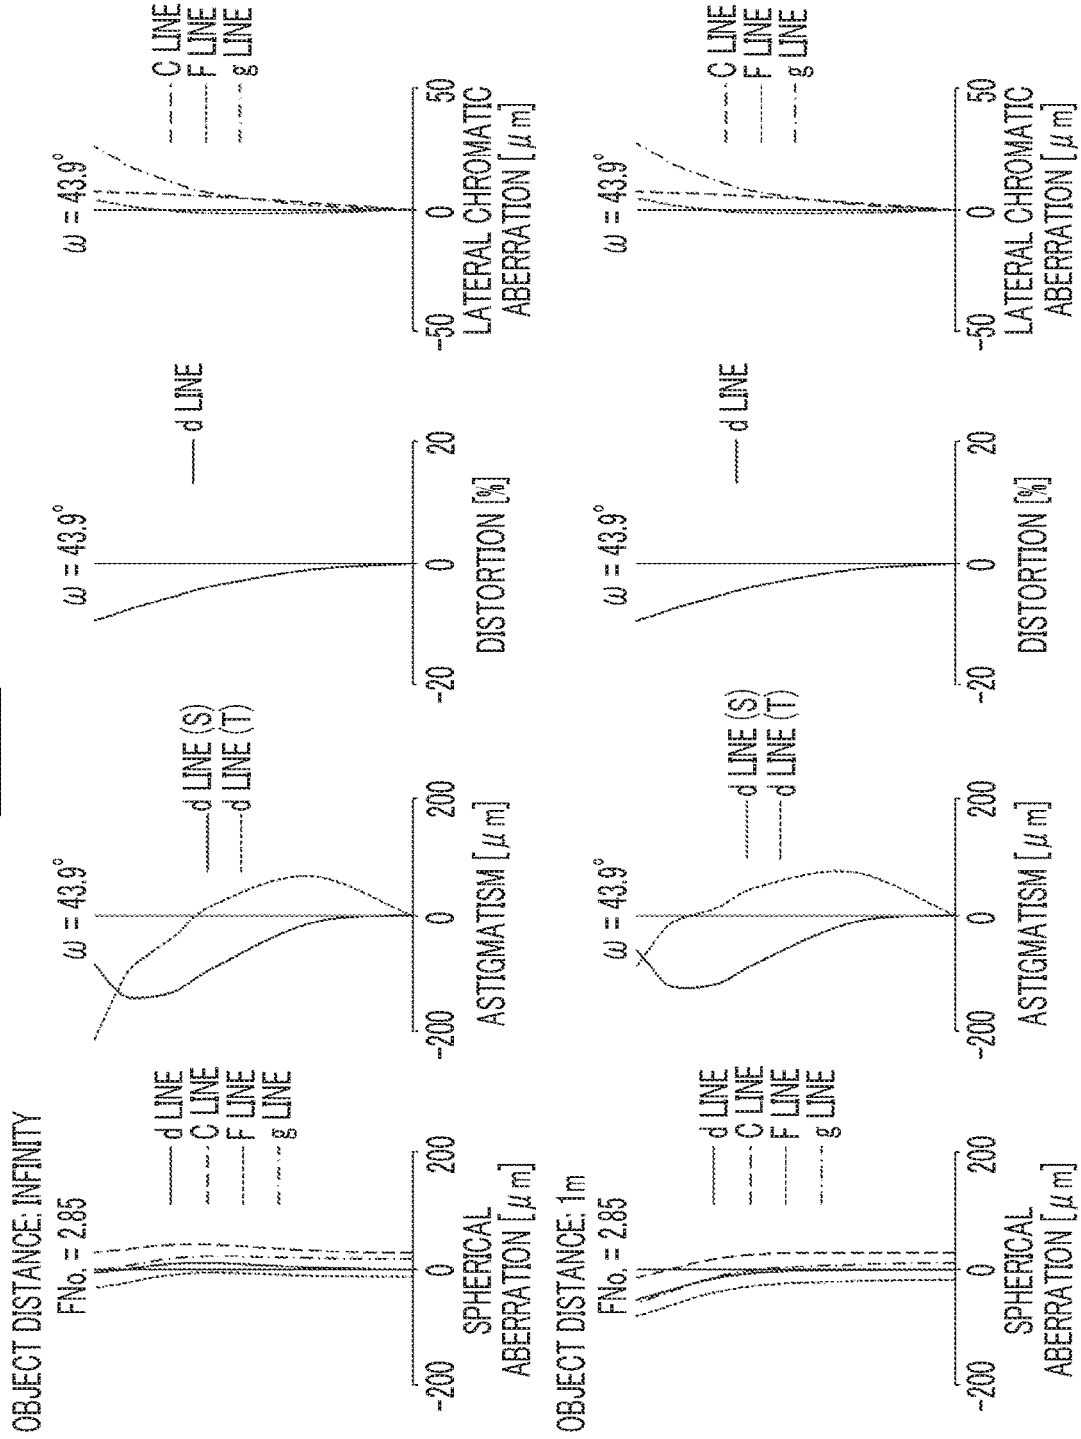 OBJECT DISTANCE: INFINITY
FNo. = 2.85
d LINE
C LINE
F LINE
g LINE
-200
0
200
SPHERICAL
ABERRATION [μm]
ω = 43.9°
d LINE (S)
d LINE (T)
-200
0
200
ASTIGMATISM [μm]
ω = 43.9°
d LINE
-20
0
20
DISTORTION [%]
ω = 43.9°
C LINE
F LINE
g LINE
-50
0
50
LATERAL CHROMATIC
ABERRATION [μm]
OBJECT DISTANCE: 1m
FNo. = 2.85
d LINE
C LINE
F LINE
g LINE
-200
0
200
SPHERICAL
ABERRATION [μm]
ω = 43.9°
d LINE (S)
d LINE (T)
-200
0
200
ASTIGMATISM [μm]
ω = 43.9°
d LINE
-20
0
20
DISTORTION [%]
ω = 43.9°
C LINE
F LINE
g LINE
-50
0
50
LATERAL CHROMATIC
ABERRATION [μm]